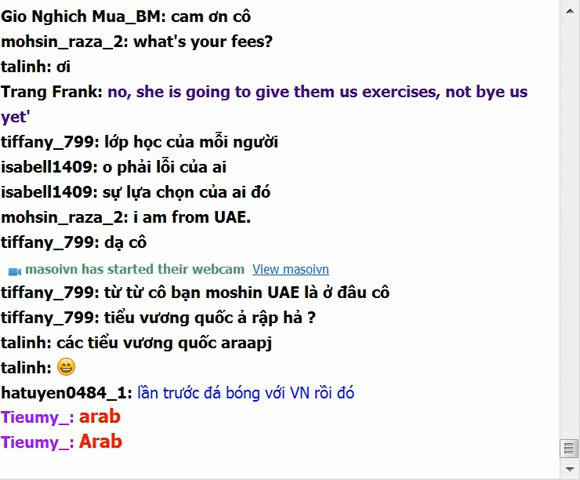 Gio Nghich Mua_BM: cam ơn cô
mohsin_raza_2: what's your fees?
talinh: ơi
Trang Frank: no, she is going to give them us exercises, not bye us
yet'
tiffany_799: lớp học của mỗi người
isabell1409: o phải lỗi của ai
isabell1409: sự lựa chọn của ai đó
mohsin_raza_2: i am from UAE.
tiffany_799: dạ cô
masoivn has started their webcam View masoivn
tiffany_799: từ từ cô bạn moshin UAE là ở đâu cô
tiffany_799: tiểu vương quốc ả rập hả ?
talinh: các tiểu vương quốc araapj
talinh: 😄
hatuyen0484_1: lần trước đá bóng với VN rồi đó
Tieumy_: arab
Tieumy_: Arab